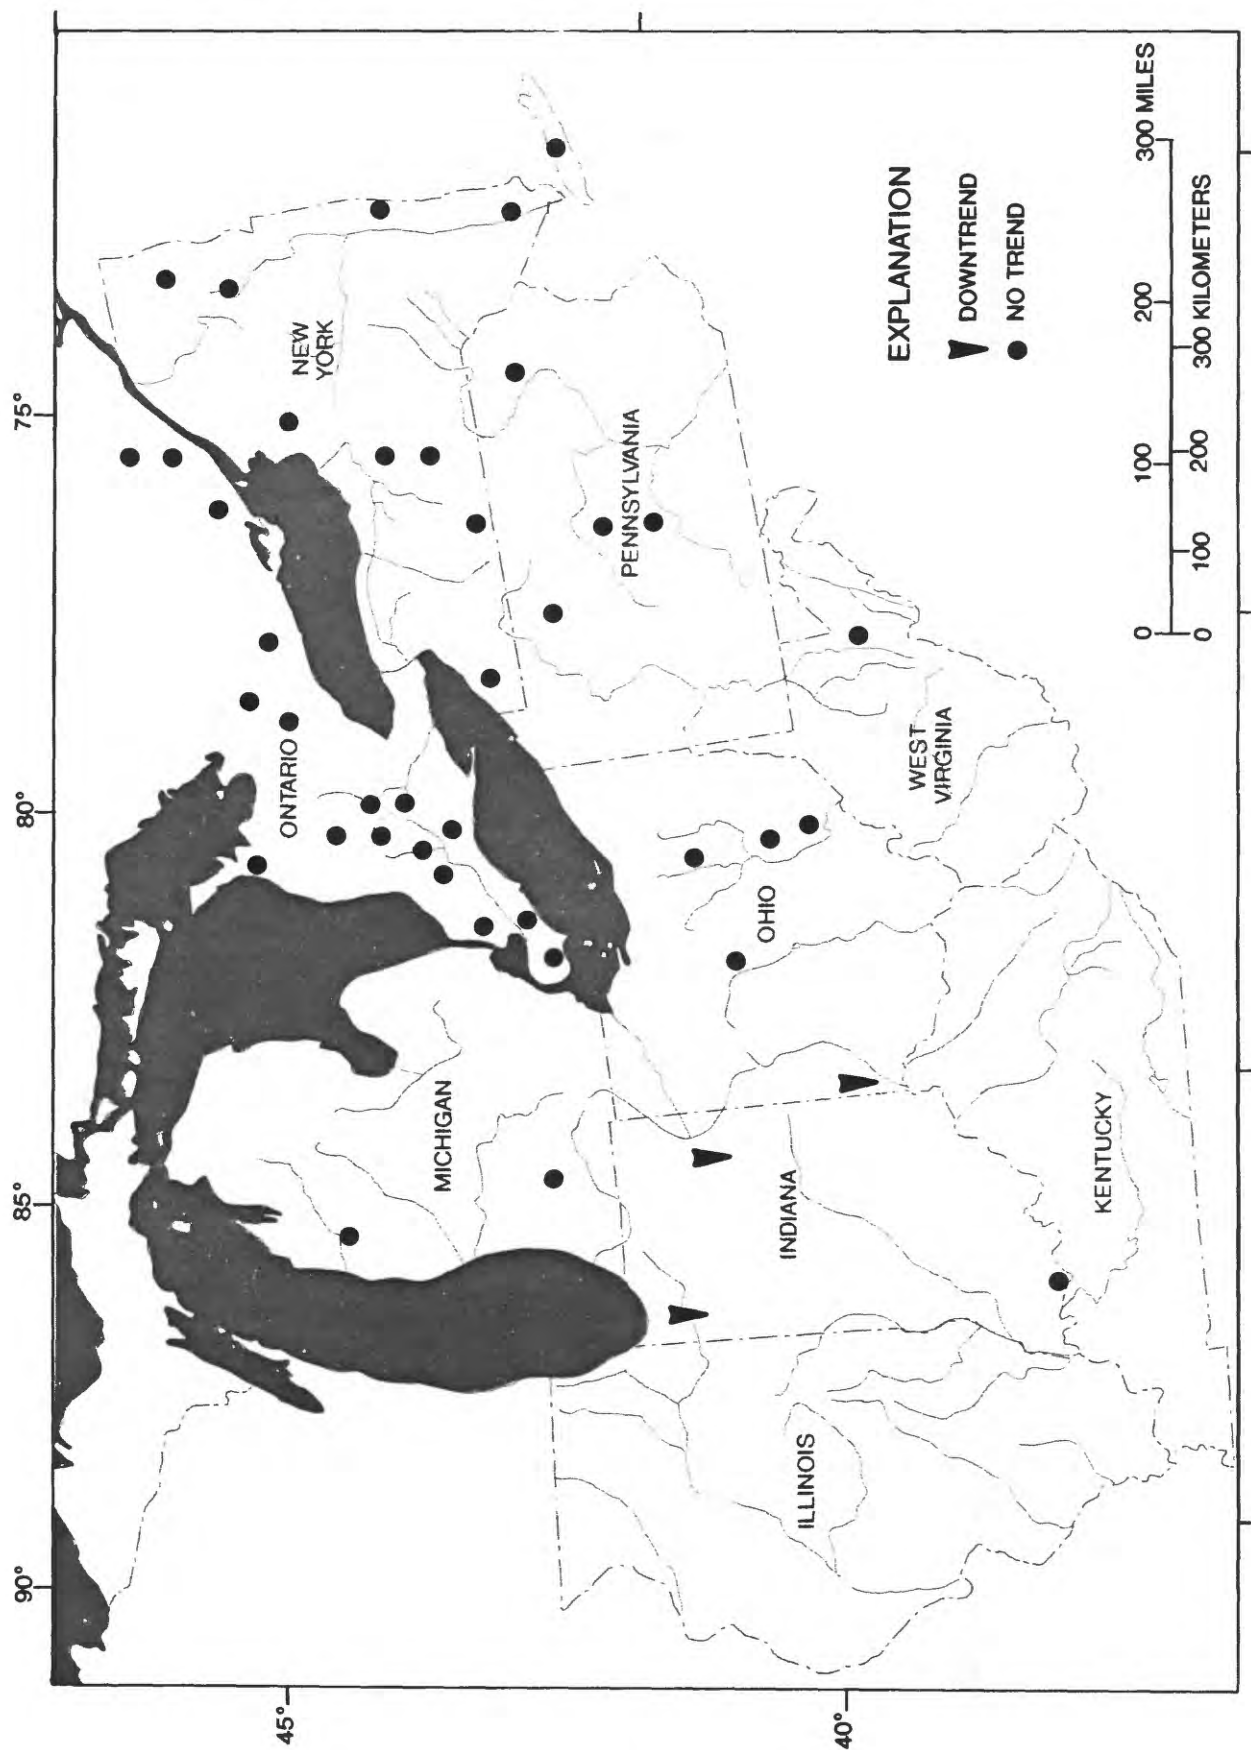 90°
85°
80°
75°
45°
40°
ONTARIO
NEW
YORK
MICHIGAN
PENNSYLVANIA
OHIO
INDIANA
ILLINOIS
WEST
VIRGINIA
KENTUCKY
EXPLANATION
DOWNTREND
NO TREND
0 100 200 300 MILES
0 100 200 300 KILOMETERS